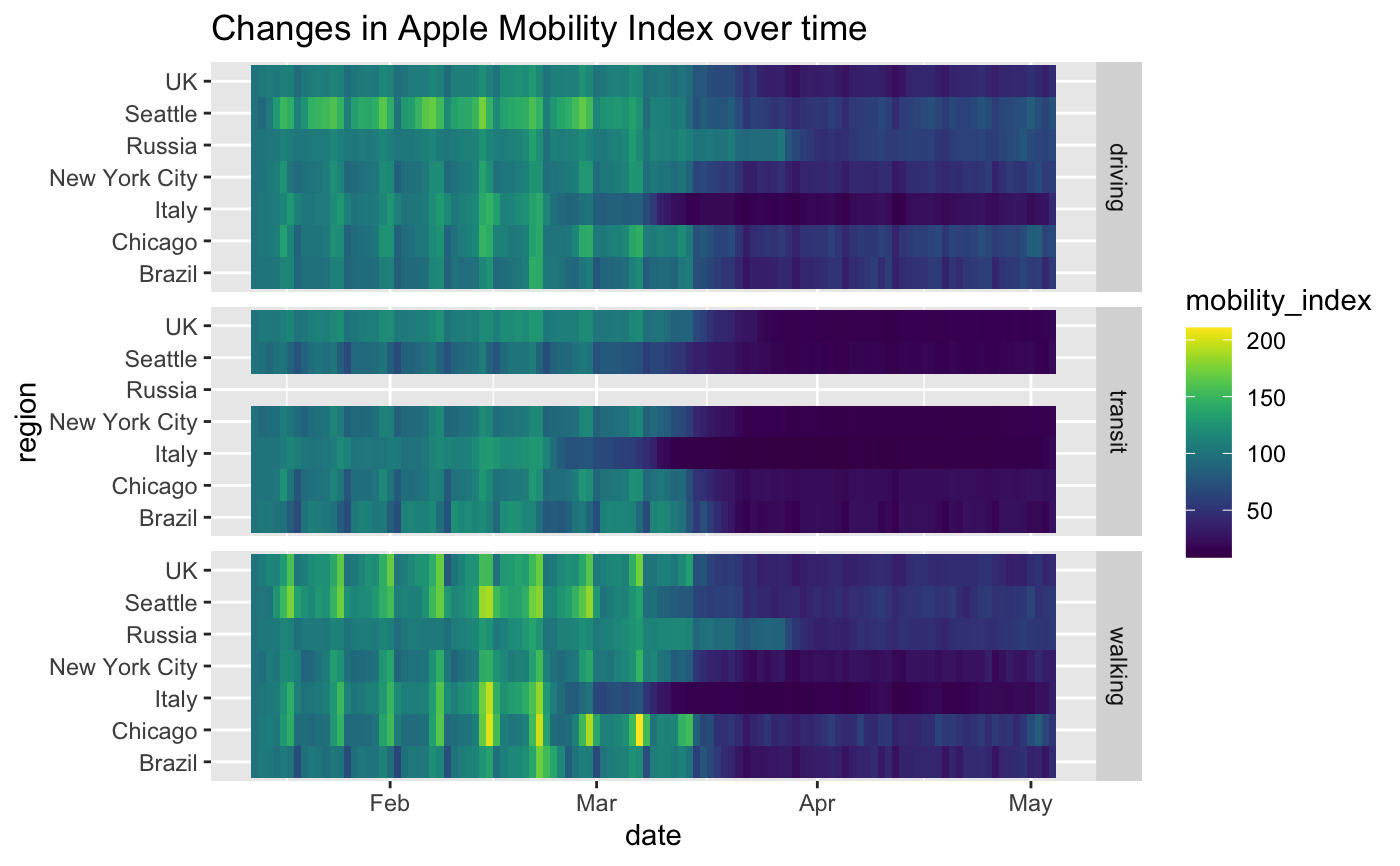 Changes in Apple Mobility Index over time
UK
Seattle
Russia
New York City
Italy
Chicago
Brazil
driving
UK
Seattle
Russia
New York City
Italy
Chicago
Brazil
transit
UK
Seattle
Russia
New York City
Italy
Chicago
Brazil
walking
region
Feb
Mar
Apr
May
date
mobility_index
200
150
100
50